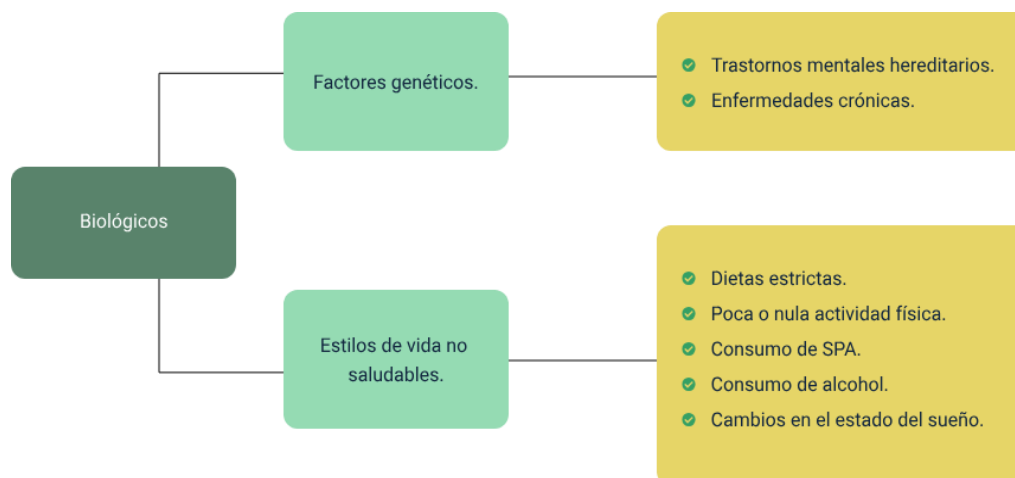 Biológicos
Factores genéticos.
Trastornos mentales hereditarios.
Enfermedades crónicas.
Estilos de vida no
saludables.
Dietas estrictas.
Poca o nula actividad física.
Consumo de SPA.
Consumo de alcohol.
Cambios en el estado del sueño.